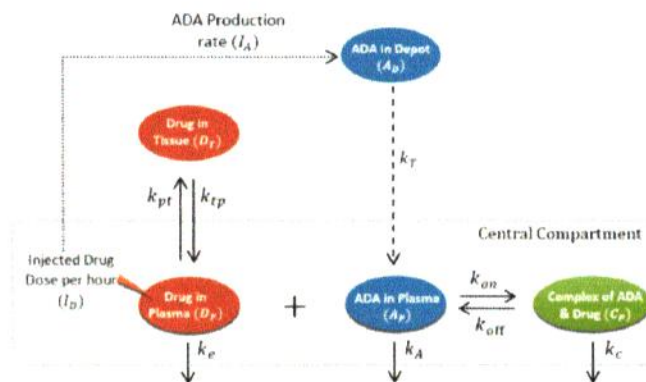 ADA Production
rate (I_A)
ADA in Depot
(A_D)
Drug in
Tissue (D_T)
k_T
k_pt
k_tp
Central Compartment
Injected Drug
Dose per hour
(I_D)
Drug in
Plasma (D_P)
+
ADA in Plasma
(A_P)
k_on
k_off
Complex of ADA
& Drug (C_P)
k_e
k_A
k_c